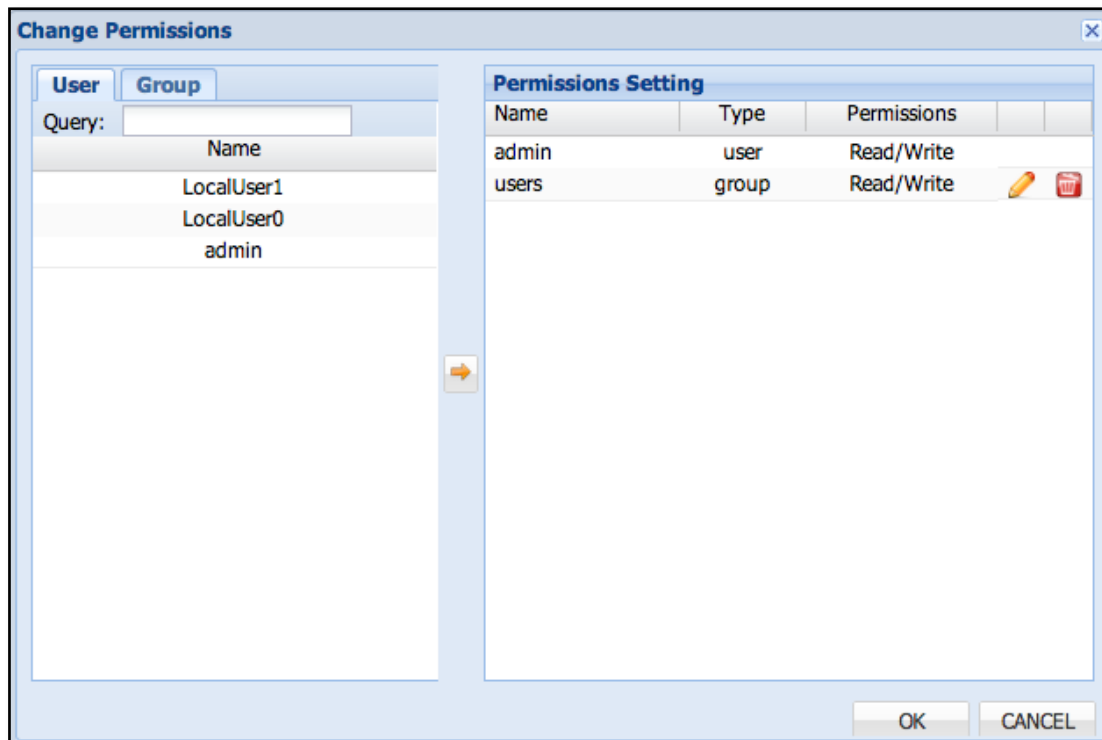 Change Permissions
User Group
Query:
Name
LocalUser1
LocalUser0
admin
Permissions Setting
Name Type Permissions
admin user Read/Write
users group Read/Write
OK CANCEL